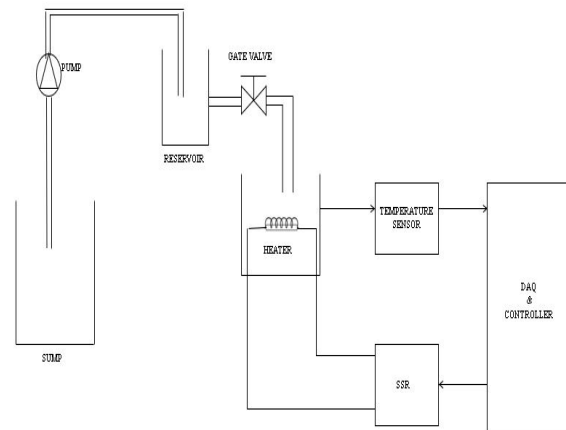 PUMP
GATE VALVE
RESERVOIR
TEMPERATURE
SENSOR
HEATER
DAQ
&
CONTROLLER
SUMP
SSR